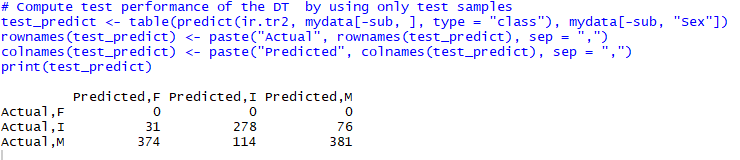 # Compute test performance of the DT  by using only test samples
test_predict <- table(predict(ir.tr2, mydata[-sub, ], type = "class"), mydata[-sub, "Sex"])
rownames(test_predict) <- paste("Actual", rownames(test_predict), sep = ",")
colnames(test_predict) <- paste("Predicted", colnames(test_predict), sep = ",")
print(test_predict)
         Predicted,F Predicted,I Predicted,M
Actual,F           0           0           0
Actual,I          31         278          76
Actual,M         374         114         381